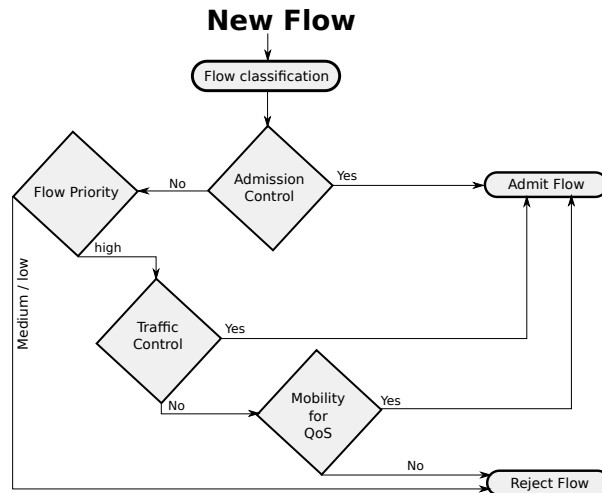 New Flow
Flow classification
Admission
Control
Yes
Admit Flow
No
Flow Priority
high
Medium / low
Traffic
Control
Yes
No
Mobility
for
QoS
Yes
No
Reject Flow